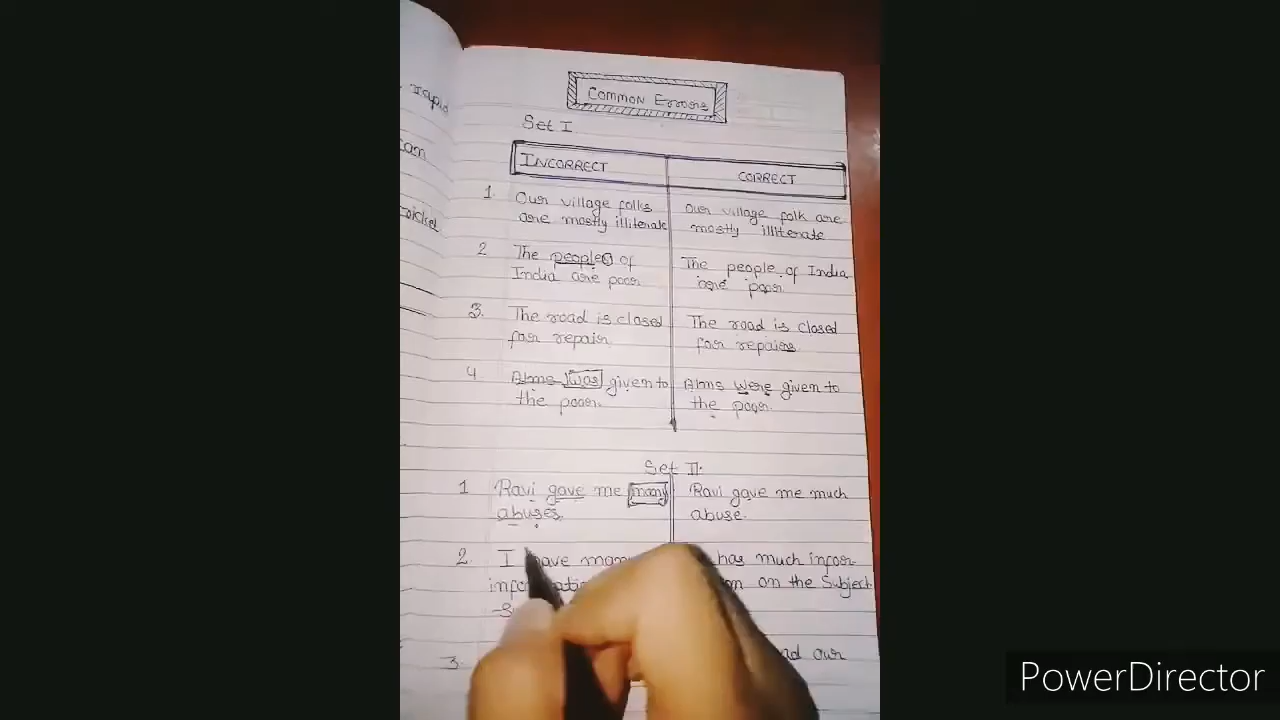 COMMON Errors
Set I
INCORRECT
CORRECT
1. Our village folks
are mostly illiterate
Our village folk are
mostly illiterate
2 The peoples of
India are poor
The people of India
are poor.
3. The road is closed
for repair.
The road is closed
for repairs
4 Alms was given to
the poor.
Alms were given to
the poor.
Set II.
1 Ravi gave me many
abuses.
Ravi gave me much
abuse.
2. I have
has much infor-
on the Subject
3.
our
rapid
PowerDirector